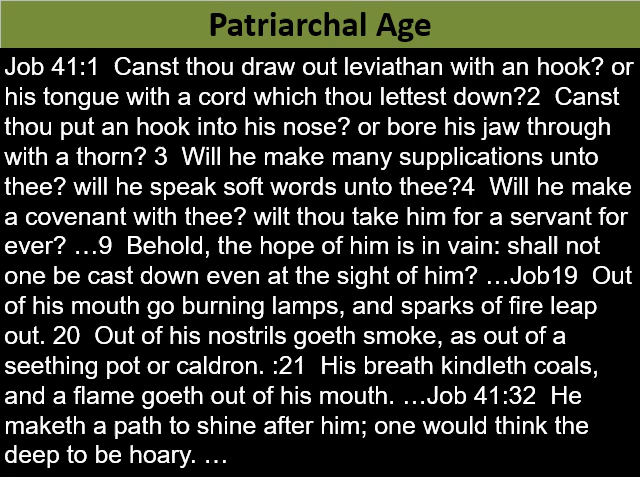 Patriarchal Age
Job 41:1  Canst thou draw out leviathan with an hook? or
his tongue with a cord which thou lettest down?2  Canst
thou put an hook into his nose? or bore his jaw through
with a thorn? 3  Will he make many supplications unto
thee? will he speak soft words unto thee?4  Will he make
a covenant with thee? wilt thou take him for a servant for
ever? …9  Behold, the hope of him is in vain: shall not
one be cast down even at the sight of him? …Job19  Out
of his mouth go burning lamps, and sparks of fire leap
out. 20  Out of his nostrils goeth smoke, as out of a
seething pot or caldron. :21  His breath kindleth coals,
and a flame goeth out of his mouth. …Job 41:32  He
maketh a path to shine after him; one would think the
deep to be hoary. …